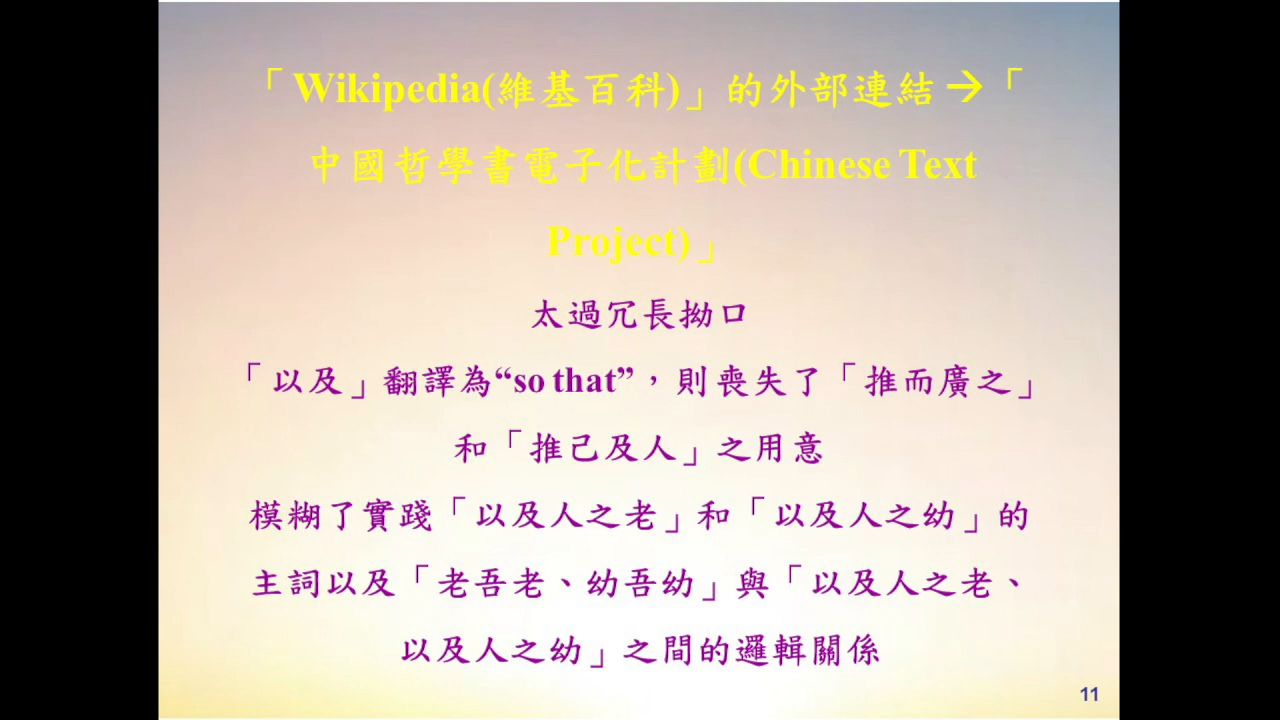 「Wikipedia(維基百科)」的外部連結→「
中國哲學書電子化計劃(Chinese Text
Project)」
太過冗長拗口
「以及」翻譯為“so that”，則喪失了「推而廣之」
和「推己及人」之用意
模糊了實踐「以及人之老」和「以及人之幼」的
主詞以及「老吾老、幼吾幼」與「以及人之老、
以及人之幼」之間的邏輯關係
11